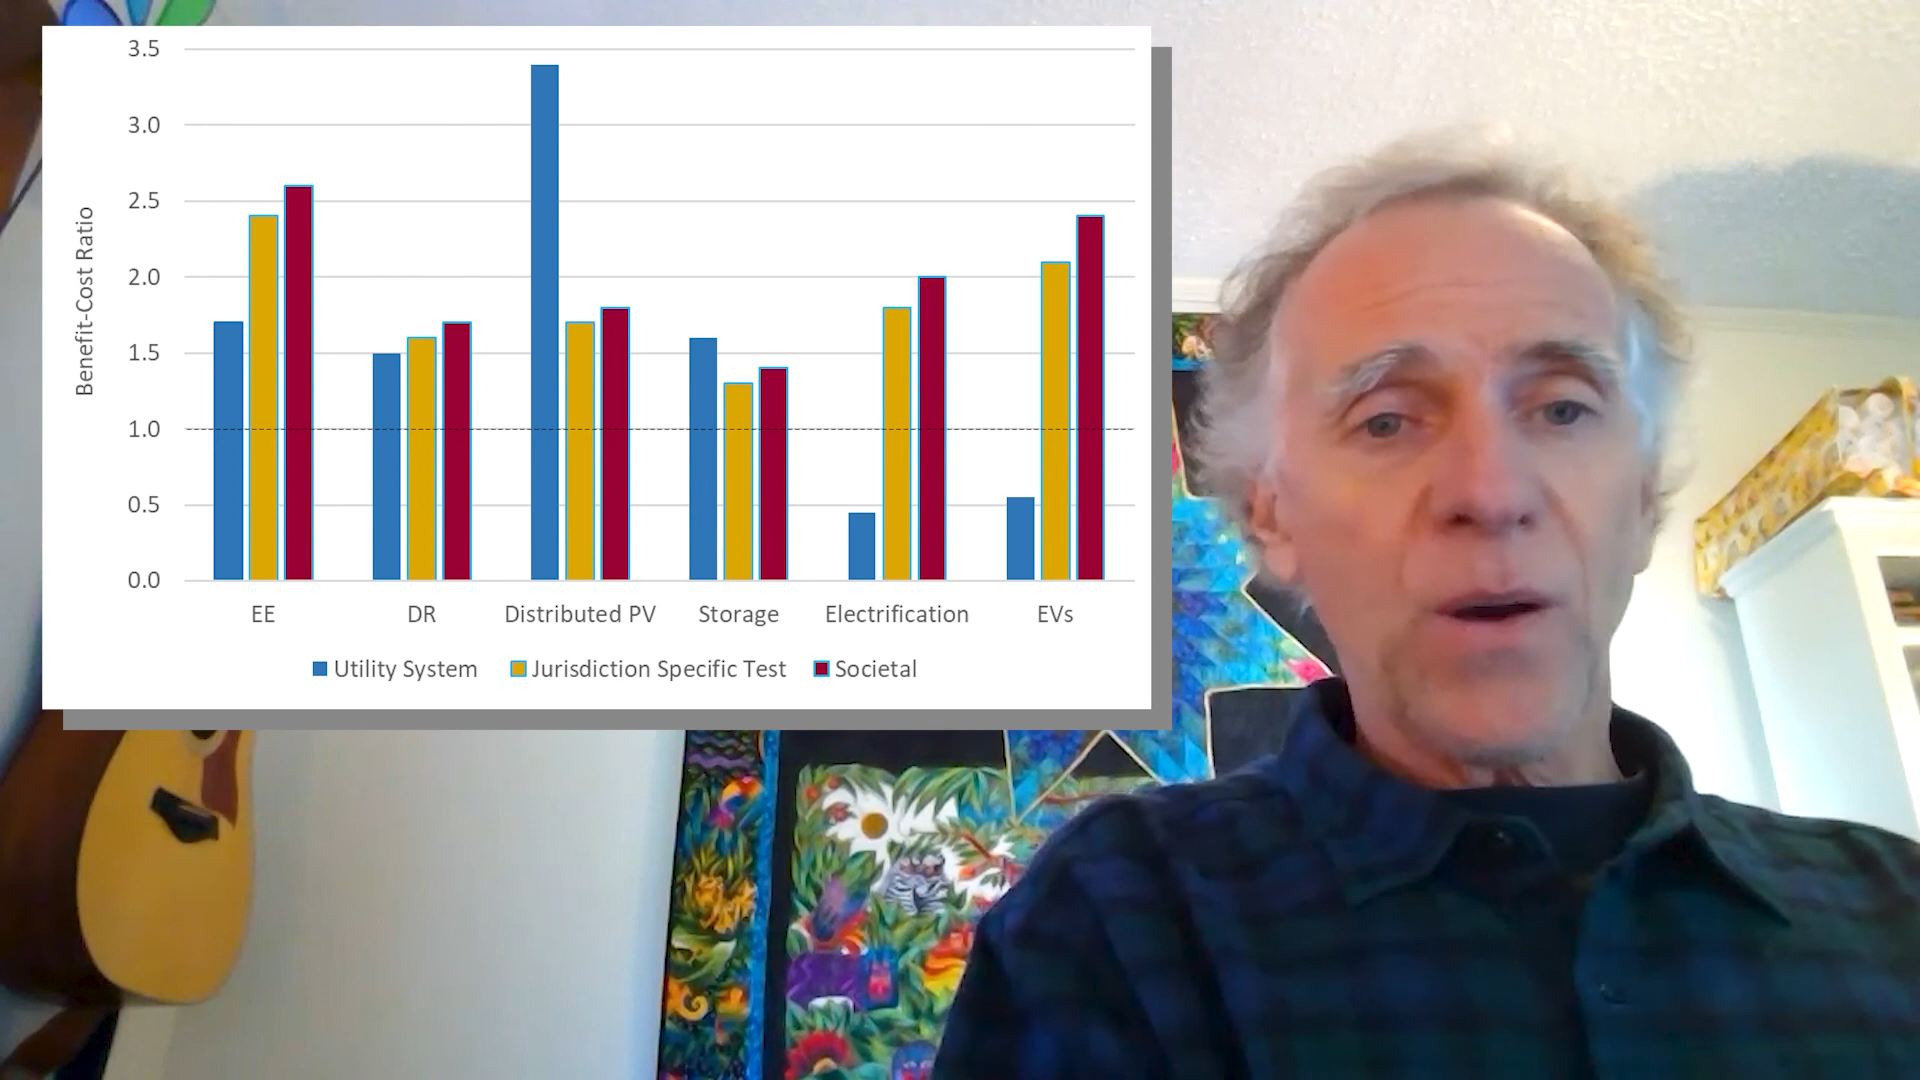 3.5
3.0
2.5
2.0
1.5
1.0
0.5
0.0
Benefit-Cost Ratio
EE DR Distributed PV Storage Electrification EVs
Utility System Jurisdiction Specific Test Societal